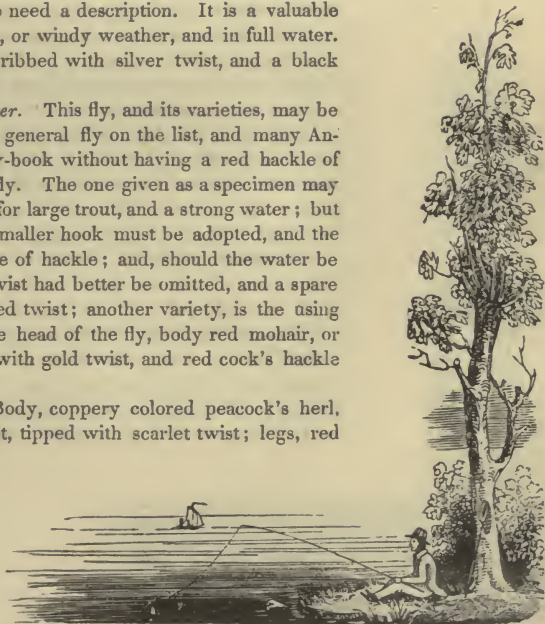 need a description. It is a valuable
, or windy weather, and in full water.
ribbed with silver twist, and a black
er. This fly, and its varieties, may be
general fly on the list, and many An-
-book without having a red hackle of
ly. The one given as a specimen may
for large trout, and a strong water; but
maller hook must be adopted, and the
e of hackle; and, should the water be
wist had better be omitted, and a spare
ed twist; another variety, is the using
e head of the fly, body red mohair, or
with gold twist, and red cock's hackle
Body, coppery colored peacock's herl,
t, tipped with scarlet twist; legs, red